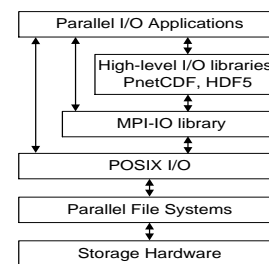 Parallel I/O Applications
High-level I/O libraries
PnetCDF, HDF5
MPI-IO library
POSIX I/O
Parallel File Systems
Storage Hardware